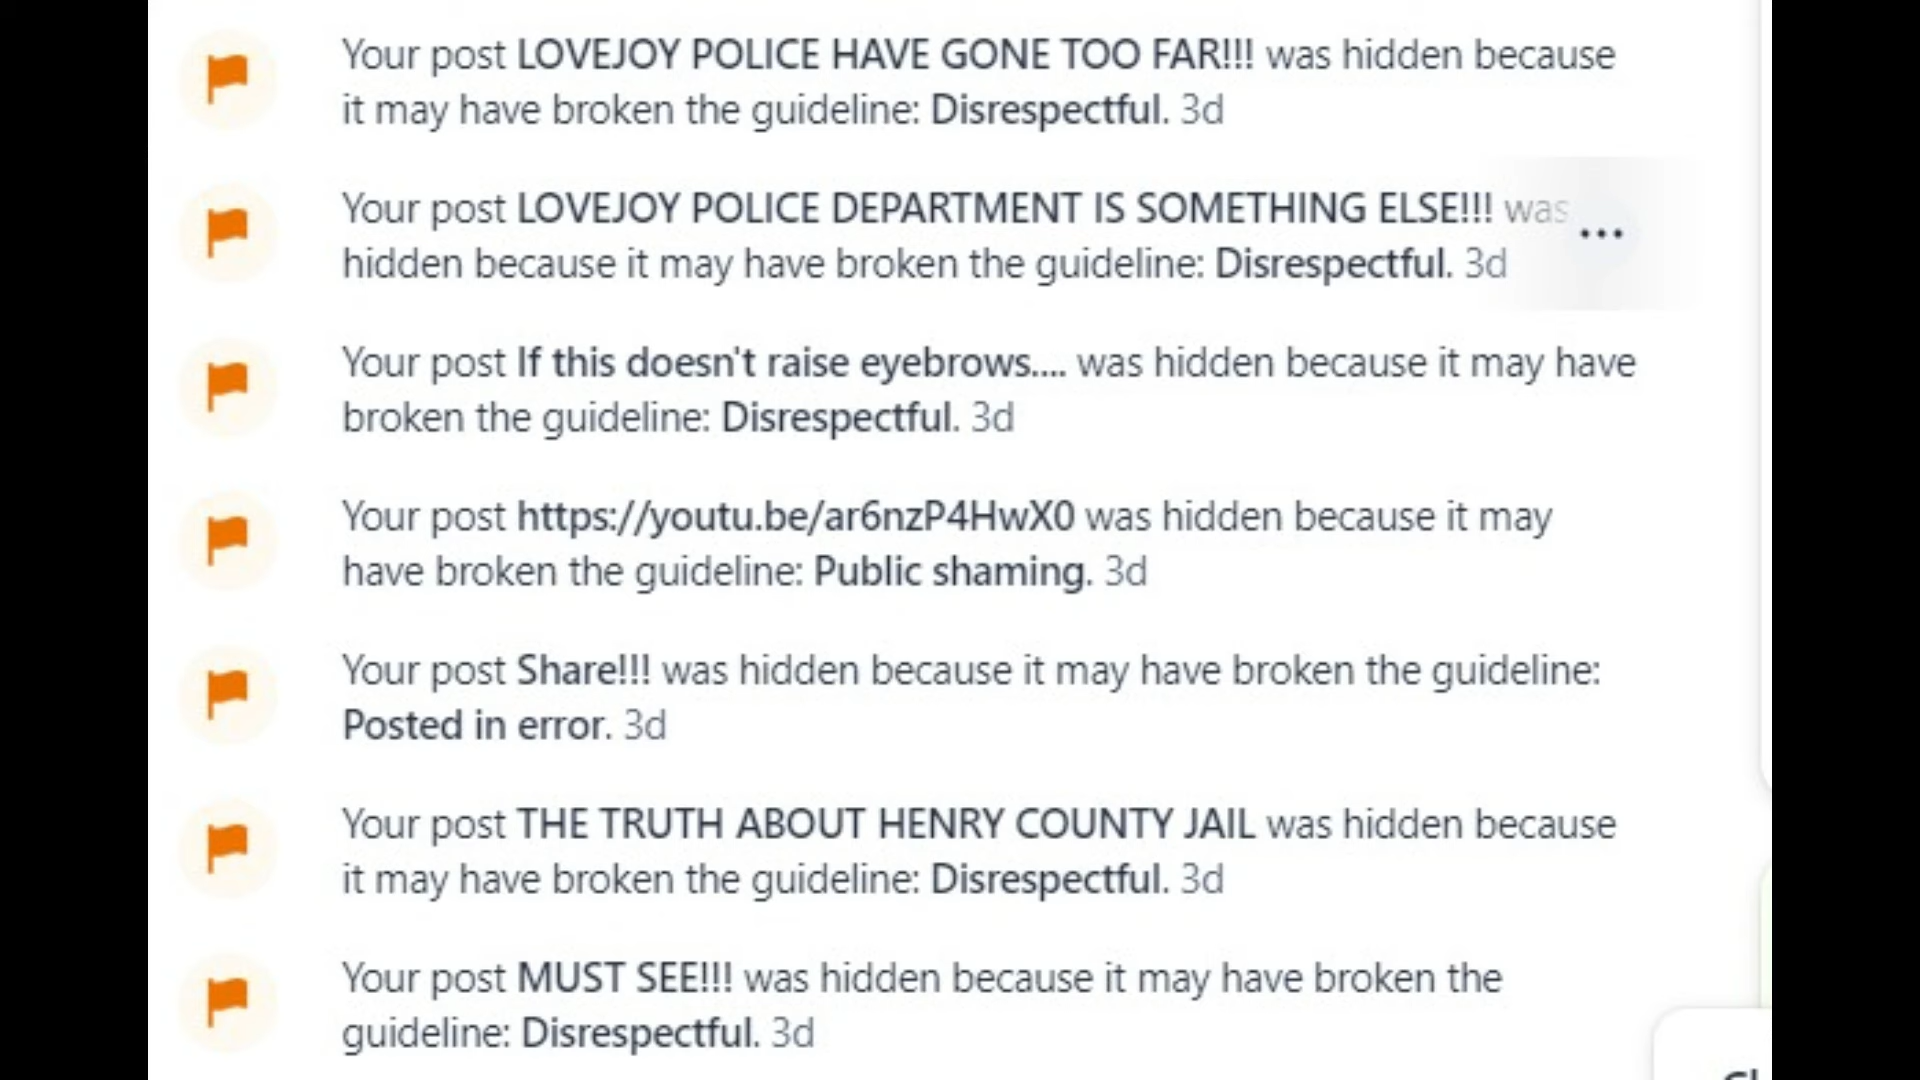 Your post LOVEJOY POLICE HAVE GONE TOO FAR!!! was hidden because
it may have broken the guideline: Disrespectful. 3d
Your post LOVEJOY POLICE DEPARTMENT IS SOMETHING ELSE!!! was
hidden because it may have broken the guideline: Disrespectful. 3d
Your post If this doesn't raise eyebrows.... was hidden because it may have
broken the guideline: Disrespectful. 3d
Your post https://youtu.be/ar6nzP4HwX0 was hidden because it may
have broken the guideline: Public shaming. 3d
Your post Share!!! was hidden because it may have broken the guideline:
Posted in error. 3d
Your post THE TRUTH ABOUT HENRY COUNTY JAIL was hidden because
it may have broken the guideline: Disrespectful. 3d
Your post MUST SEE!!! was hidden because it may have broken the
guideline: Disrespectful. 3d